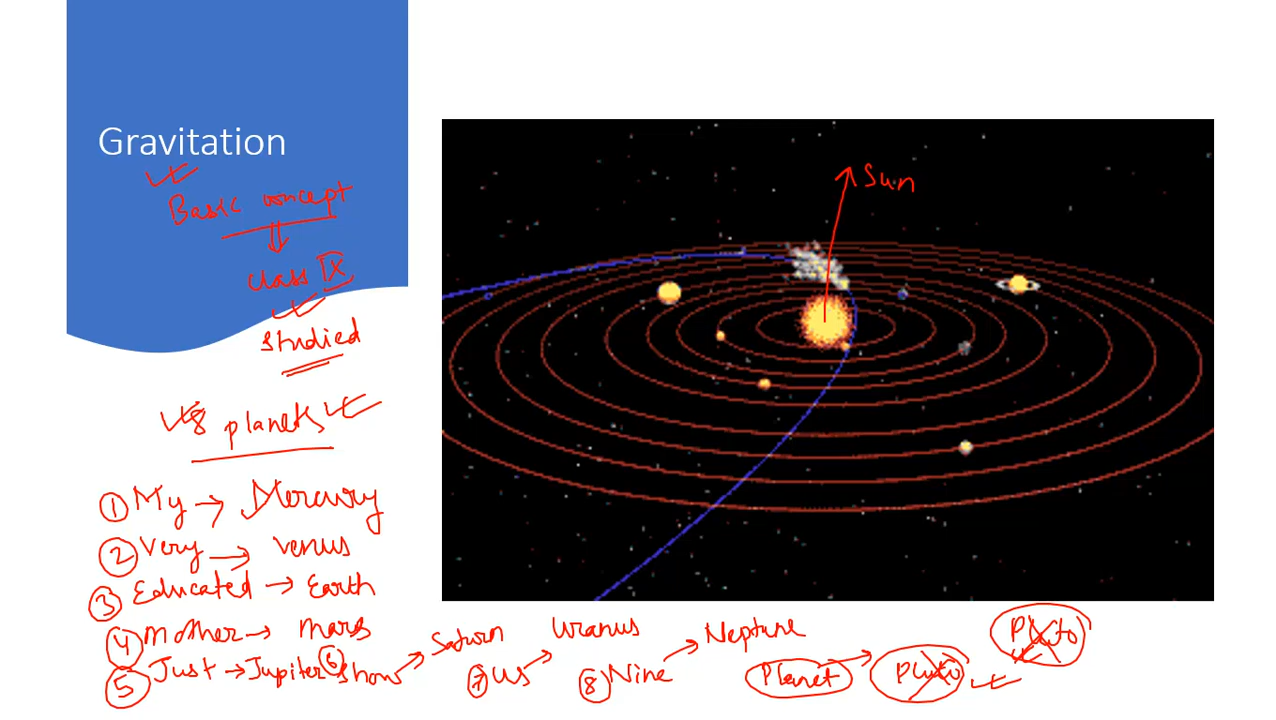 Gravitation
Basic concept
class IX
studied
8 planets
① My → Mercury
② Very → Venus
③ Educated → Earth
④ Mother → Mars
⑤ Just → Jupiter ⑥ Show → Saturn ⑦ Us → Uranus ⑧ Nine → Neptune Planet → Pluto Pluto
Sun